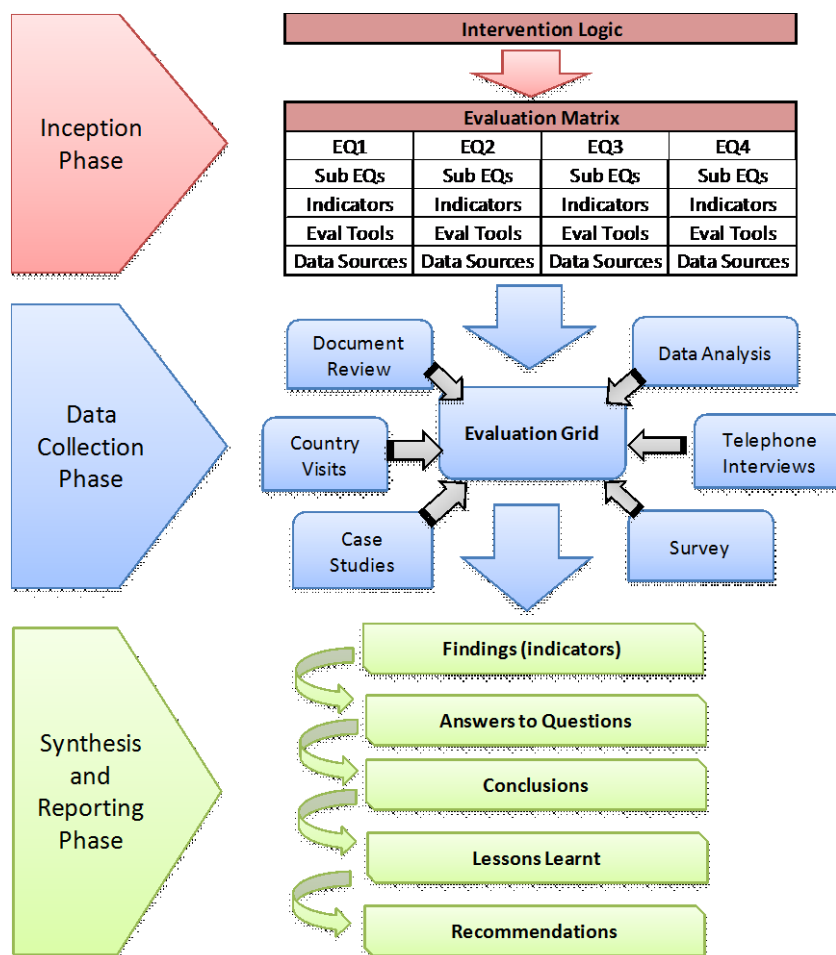 Inception
Phase
Intervention Logic
Evaluation Matrix
EQ1 EQ2 EQ3 EQ4
Sub EQs Sub EQs Sub EQs Sub EQs
Indicators Indicators Indicators Indicators
Eval Tools Eval Tools Eval Tools Eval Tools
Data Sources Data Sources Data Sources Data Sources
Data
Collection
Phase
Document
Review
Data Analysis
Country
Visits
Evaluation Grid
Telephone
Interviews
Case
Studies
Survey
Synthesis
and
Reporting
Phase
Findings (indicators)
Answers to Questions
Conclusions
Lessons Learnt
Recommendations